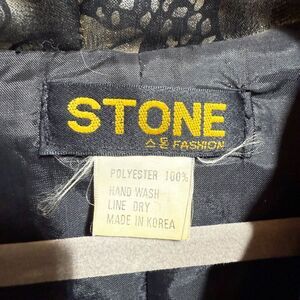 STONE
스톤 FASHION
POLYESTER 100%
HAND WASH
LINE DRY
MADE IN KOREA